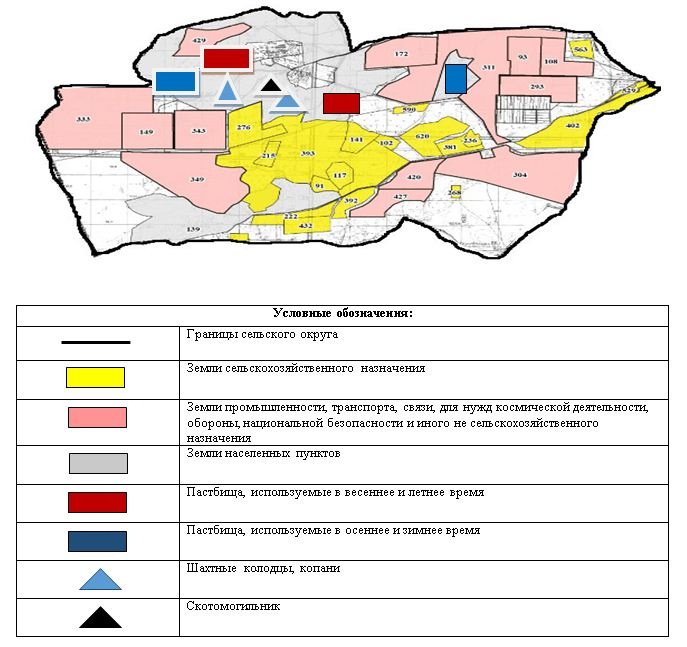 429
172
311
93
108
563
293
529
333
149
343
276
141
590
102
620
381
236
402
215
393
349
117
91
420
304
427
392
268
222
432
139
Условные обозначения:
Границы сельского округа
Земли сельскохозяйственного назначения
Земли промышленности, транспорта, связи, для нужд космической деятельности,
обороны, национальной безопасности и иного не сельскохозяйственного
назначения
Земли населенных пунктов
Пастбища, используемые в весеннее и летнее время
Пастбища, используемые в осеннее и зимнее время
Шахтные колодцы, копани
Скотомогильник